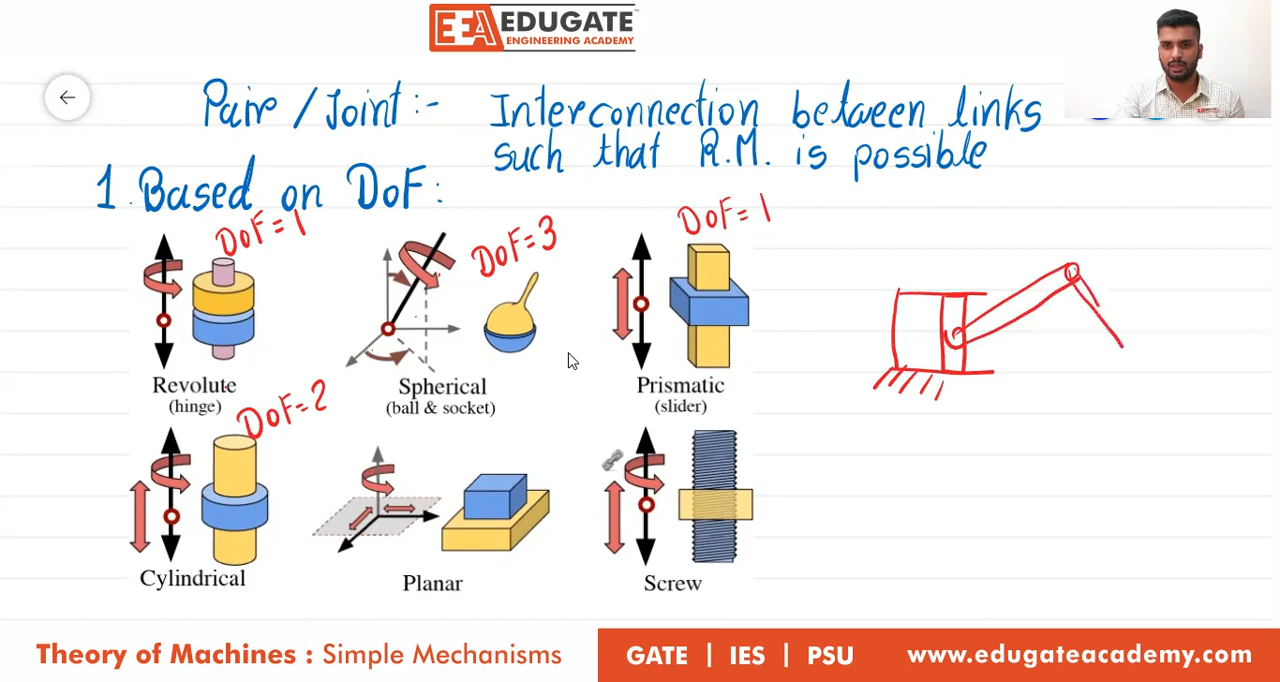 EEA EDUGATE™
ENGINEERING ACADEMY
Pair / Joint :- Interconnection between links
such that R.M. is possible
1. Based on DoF :
DoF = 1
DoF = 3
DoF = 1
Revolute
(hinge)
Spherical
(ball & socket)
Prismatic
(slider)
DoF = 2
Cylindrical
Planar
Screw
Theory of Machines : Simple Mechanisms
GATE | IES | PSU
www.edugateacademy.com